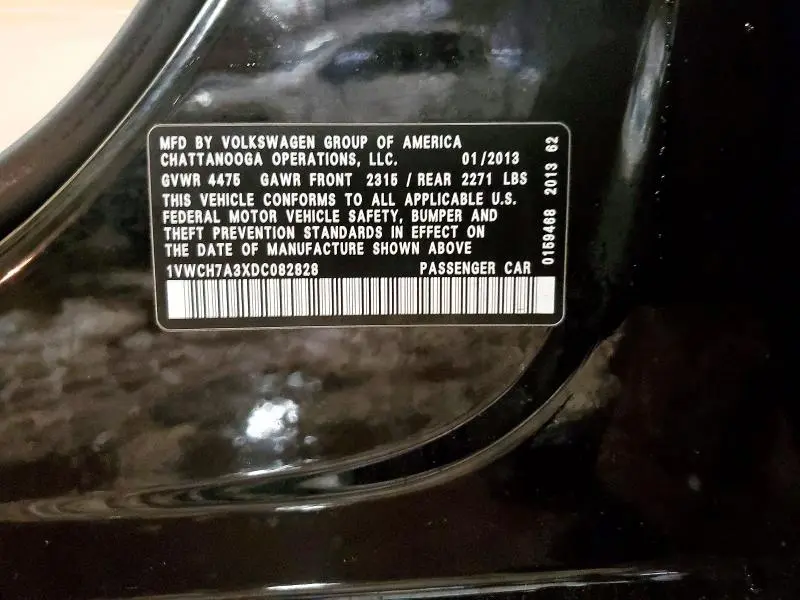 MFD BY VOLKSWAGEN GROUP OF AMERICA
CHATTANOOGA OPERATIONS, LLC. 01/2013
GVWR 4475 GAWR FRONT 2315 / REAR 2271 LBS
THIS VEHICLE CONFORMS TO ALL APPLICABLE U.S.
FEDERAL MOTOR VEHICLE SAFETY, BUMPER AND
THEFT PREVENTION STANDARDS IN EFFECT ON
THE DATE OF MANUFACTURE SHOWN ABOVE
1VWCH7A3XDC082828 PASSENGER CAR
0159468 2013 62